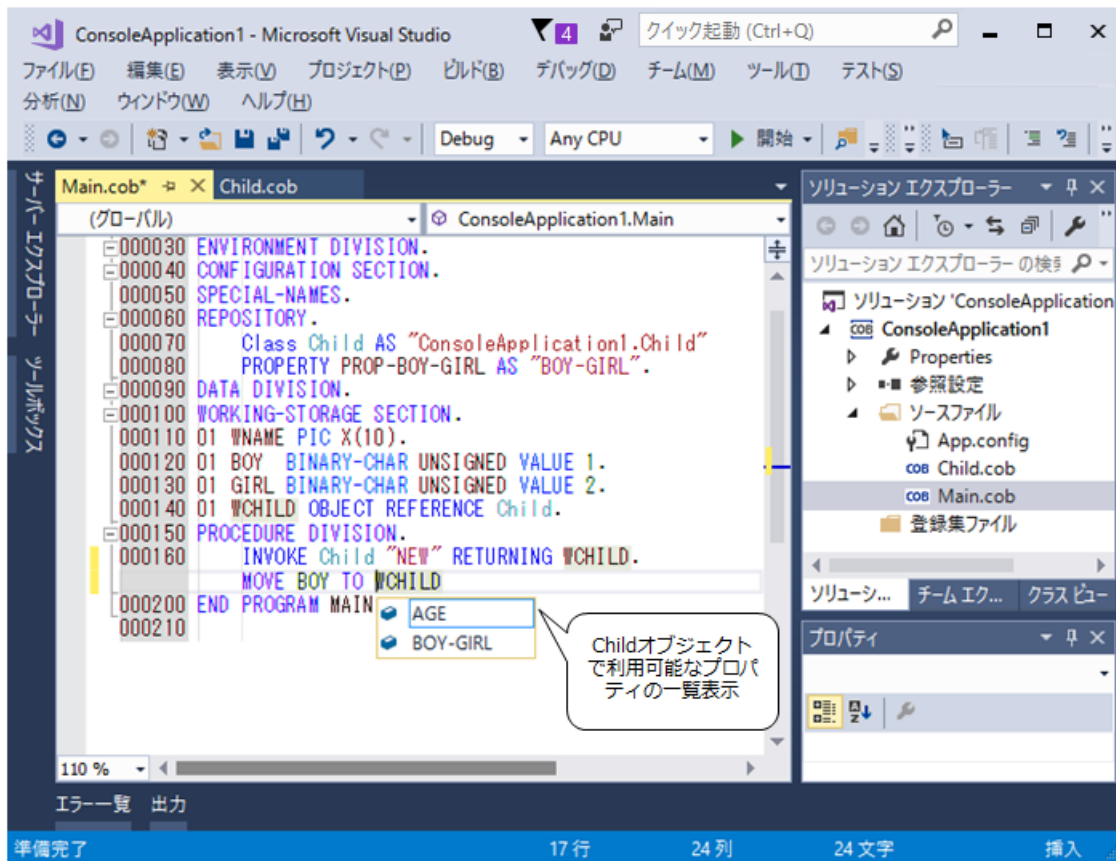 ConsoleApplication1 - Microsoft Visual Studio
4
クイック起動 (Ctrl+Q)
ファイル(F) 編集(E) 表示(V) プロジェクト(P) ビルド(B) デバッグ(D) チーム(M) ツール(T) テスト(S)
分析(N) ウィンドウ(W) ヘルプ(H)
Debug Any CPU 開始
サーバー エクスプローラー
ツールボックス
Main.cob* Child.cob
(グローバル) ConsoleApplication1.Main
000030 ENVIRONMENT DIVISION.
000040 CONFIGURATION SECTION.
000050 SPECIAL-NAMES.
000060 REPOSITORY.
000070 Class Child AS "ConsoleApplication1.Child"
000080 PROPERTY PROP-BOY-GIRL AS "BOY-GIRL".
000090 DATA DIVISION.
000100 WORKING-STORAGE SECTION.
000110 01 WNAME PIC X(10).
000120 01 BOY BINARY-CHAR UNSIGNED VALUE 1.
000130 01 GIRL BINARY-CHAR UNSIGNED VALUE 2.
000140 01 WCHILD OBJECT REFERENCE Child.
000150 PROCEDURE DIVISION.
000160 INVOKE Child "NEW" RETURNING WCHILD.
MOVE BOY TO WCHILD
000200 END PROGRAM MAIN
000210
AGE
BOY-GIRL
Childオブジェクト
で利用可能なプロパ
ティの一覧表示
110 %
ソリューション エクスプローラー
ソリューション エクスプローラー の検
ソリューション 'ConsoleApplication
ConsoleApplication1
Properties
参照設定
ソースファイル
App.config
Child.cob
Main.cob
登録集ファイル
ソリューシ... チーム エク... クラス ビュー
プロパティ
エラー一覧 出力
準備完了 17 行 24 列 24 文字 挿入